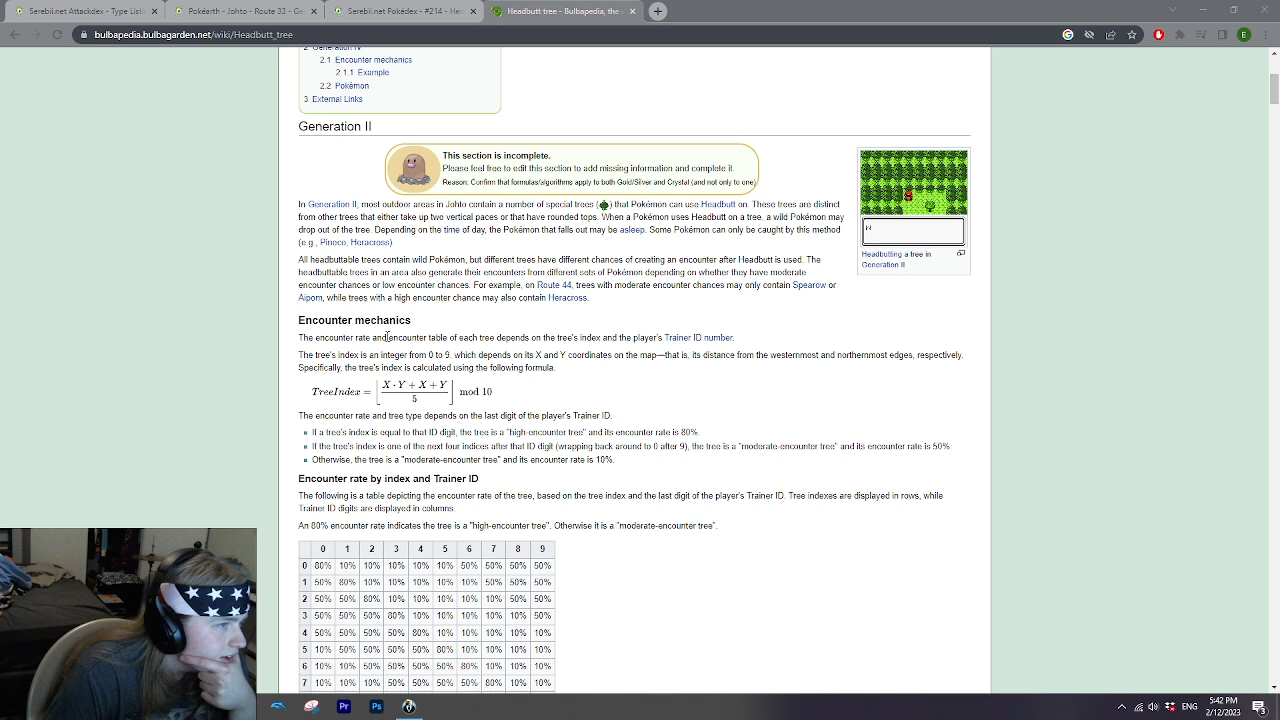 Serebii.net Attackdex - Type Listi
Pokéarth - Johto - Route 33 - Gen
Serebii.net Pokédex - #214 - Hera
Headbutt tree - Bulbapedia, the c
bulbapedia.bulbagarden.net/wiki/Headbutt_tree
E
2 Generation IV
2.1 Encounter mechanics
2.1.1 Example
2.2 Pokémon
3 External Links
Generation II
This section is incomplete.
Please feel free to edit this section to add missing information and complete it.
Reason: Confirm that formulas/algorithms apply to both Gold/Silver and Crystal (and not only to one)
In Generation II, most outdoor areas in Johto contain a number of special trees ( ) that Pokémon can use Headbutt on. These trees are distinct
from other trees that either take up two vertical paces or that have rounded tops. When a Pokémon uses Headbutt on a tree, a wild Pokémon may
drop out of the tree. Depending on the time of day, the Pokémon that falls out may be asleep. Some Pokémon can only be caught by this method
(e.g., Pineco, Heracross).
Headbutting a tree in
Generation II
All headbuttable trees contain wild Pokémon, but different trees have different chances of creating an encounter after Headbutt is used. The
headbuttable trees in an area also generate their encounters from different sets of Pokémon depending on whether they have moderate
encounter chances or low encounter chances. For example, on Route 44, trees with moderate encounter chances may only contain Spearow or
Aipom, while trees with a high encounter chance may also contain Heracross.
Encounter mechanics
The encounter rate and encounter table of each tree depends on the tree's index and the player's Trainer ID number.
The tree's index is an integer from 0 to 9, which depends on its X and Y coordinates on the map—that is, its distance from the westernmost and northernmost edges, respectively.
Specifically, the tree's index is calculated using the following formula.
TreeIndex = ⌊(X · Y + X + Y) / 5⌋ mod 10
The encounter rate and tree type depends on the last digit of the player's Trainer ID.
If a tree's index is equal to that ID digit, the tree is a "high-encounter tree" and its encounter rate is 80%.
If the tree's index is one of the next four indices after that ID digit (wrapping back around to 0 after 9), the tree is a "moderate-encounter tree" and its encounter rate is 50%.
Otherwise, the tree is a "moderate-encounter tree" and its encounter rate is 10%.
Encounter rate by index and Trainer ID
The following is a table depicting the encounter rate of the tree, based on the tree index and the last digit of the player's Trainer ID. Tree indexes are displayed in rows, while
Trainer ID digits are displayed in columns.
An 80% encounter rate indicates the tree is a "high-encounter tree". Otherwise it is a "moderate-encounter tree".
0 1 2 3 4 5 6 7 8 9
0 80% 10% 10% 10% 10% 10% 50% 50% 50% 50%
1 50% 80% 10% 10% 10% 10% 10% 50% 50% 50%
2 50% 50% 80% 10% 10% 10% 10% 10% 50% 50%
3 50% 50% 50% 80% 10% 10% 10% 10% 10% 50%
4 50% 50% 50% 50% 80% 10% 10% 10% 10% 10%
5 10% 50% 50% 50% 50% 80% 10% 10% 10% 10%
6 10% 10% 50% 50% 50% 50% 80% 10% 10% 10%
7 10% 10% 10% 50% 50% 50% 50% 80% 10% 10%
Pr
Ps
ENG
5:42 PM
2/12/2023